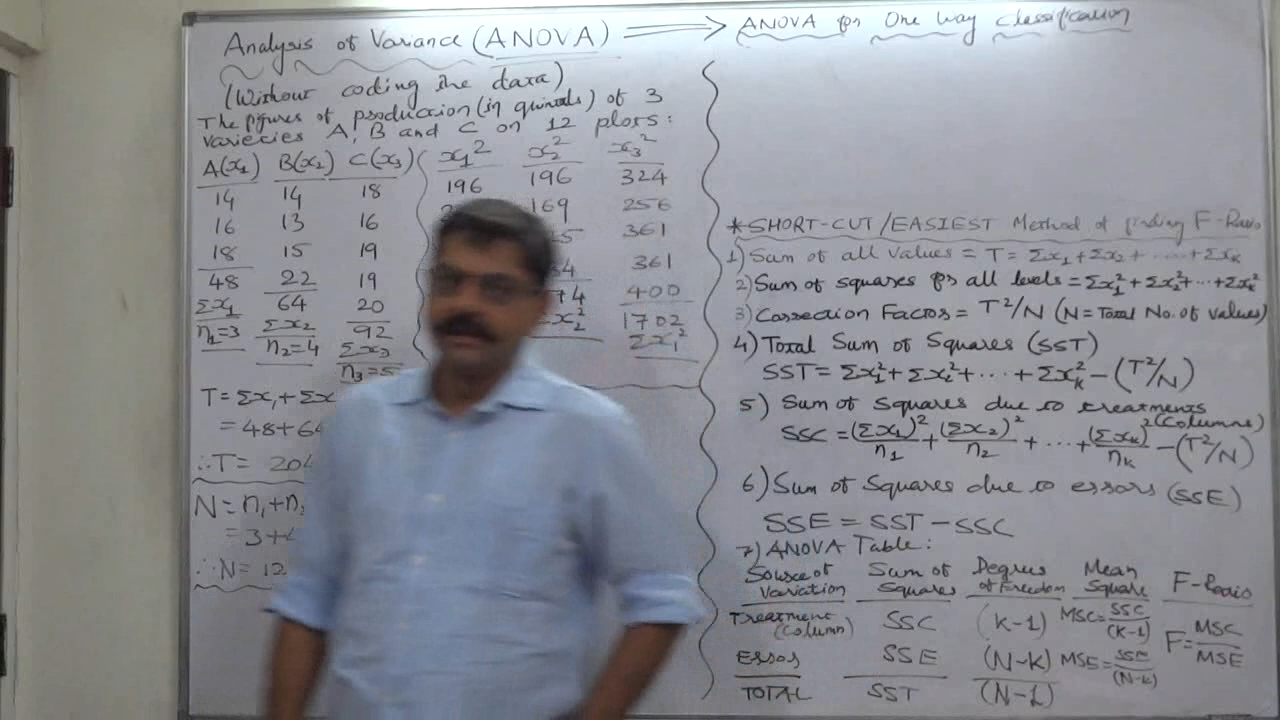 Analysis of Variance (ANOVA) ⟹ ANOVA for One Way Classification
(Without coding the data)
The figures of production (in quintals) of 3
varieties A, B and C on 12 plots:
A(x₁) B(x₂) C(x₃) x₁² x₂² x₃²
14 14 18 196 196 324
16 13 16 169 256
18 15 19 361
48 22 19 361
Σx₁ 64 20 400
n₁=3 Σx₂ 92 1702
n₂=4 Σx₃ Σx₁²
n₃=5
T = Σx₁ +
= 48+64
∴T = 204
N = n₁+n₂
= 3+4
∴N = 12
*SHORT-CUT/EASIEST Method of finding F-Ratio
1) Sum of all values = T = Σx₁+Σx₂ + ..... +Σxₖ
2) Sum of squares for all levels = Σx₁²+Σx₂²+...+Σxₖ²
3) Correction Factor = T²/N (N=Total No. of values)
4) Total Sum of Squares (SST)
SST = Σx₁²+Σx₂²+.....+Σxₖ² - (T²/N)
5) Sum of Squares due to treatments
(Columns)
SSC = (Σx₁)²/n₁ + (Σx₂)²/n₂ + ....+ (Σxₖ)²/nₖ - (T²/N)
6) Sum of Squares due to errors (SSE)
SSE = SST - SSC
7) ANOVA Table:
Source of Variation Sum of Squares Degrees of Freedom Mean Square F-Ratio
Treatment (Column) SSC (K-1) MSC = SSC/(K-1) F = MSC/MSE
Error SSE (N-K) MSE = SSE/(N-K)
TOTAL SST (N-1)